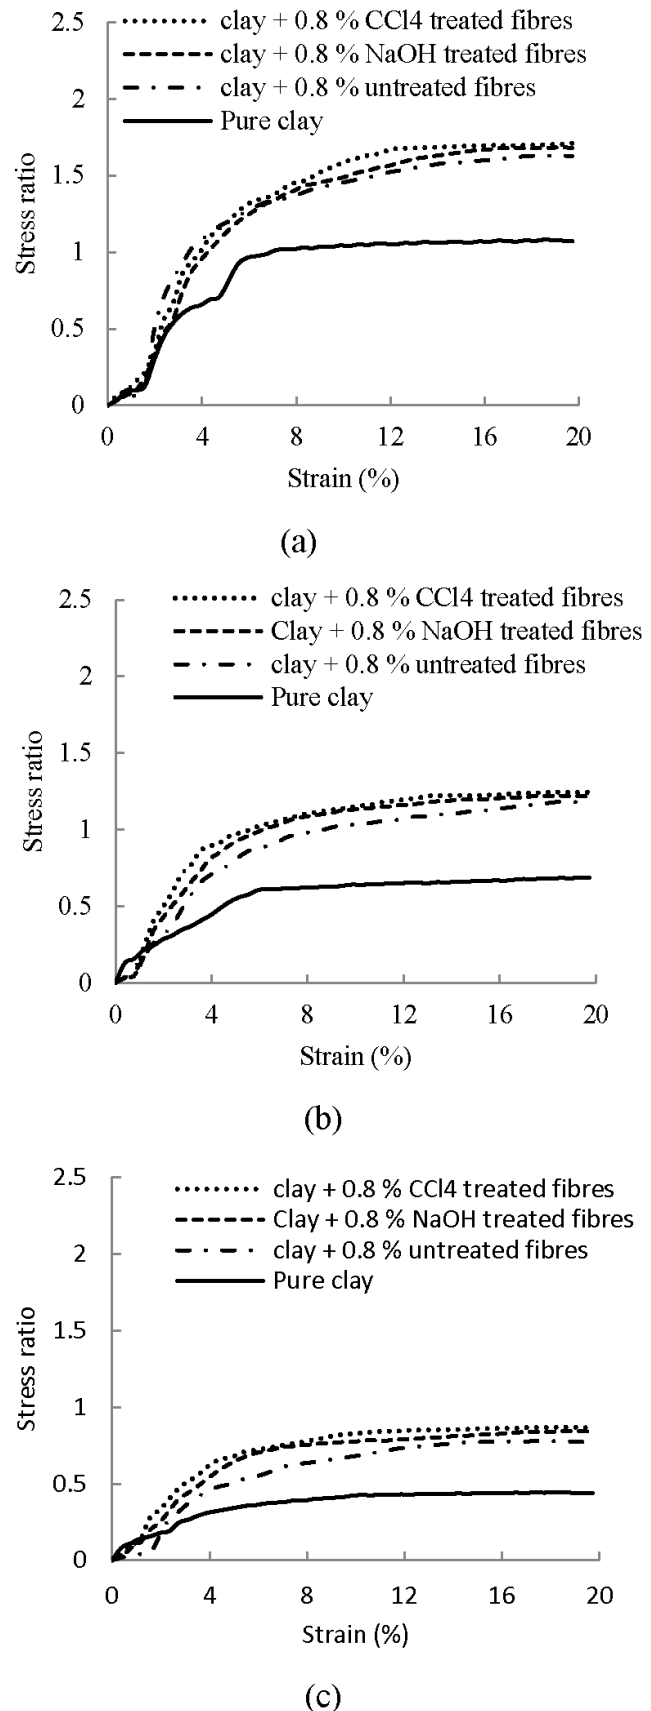 2.5
clay + 0.8 % CCl4 treated fibres
clay + 0.8 % NaOH treated fibres
2
clay + 0.8 % untreated fibres
Pure clay
1.5
Stress ratio
1
0.5
0
0 4 8 12 16 20
Strain (%)
(a)
2.5
clay + 0.8 % CCl4 treated fibres
Clay + 0.8 % NaOH treated fibres
clay + 0.8 % untreated fibres
2
Pure clay
1.5
Stress ratio
1
0.5
0
0 4 8 12 16 20
Strain (%)
(b)
2.5
clay + 0.8 % CCl4 treated fibres
Clay + 0.8 % NaOH treated fibres
clay + 0.8 % untreated fibres
2
Pure clay
1.5
Stress ratio
1
0.5
0
0 4 8 12 16 20
Strain (%)
(c)